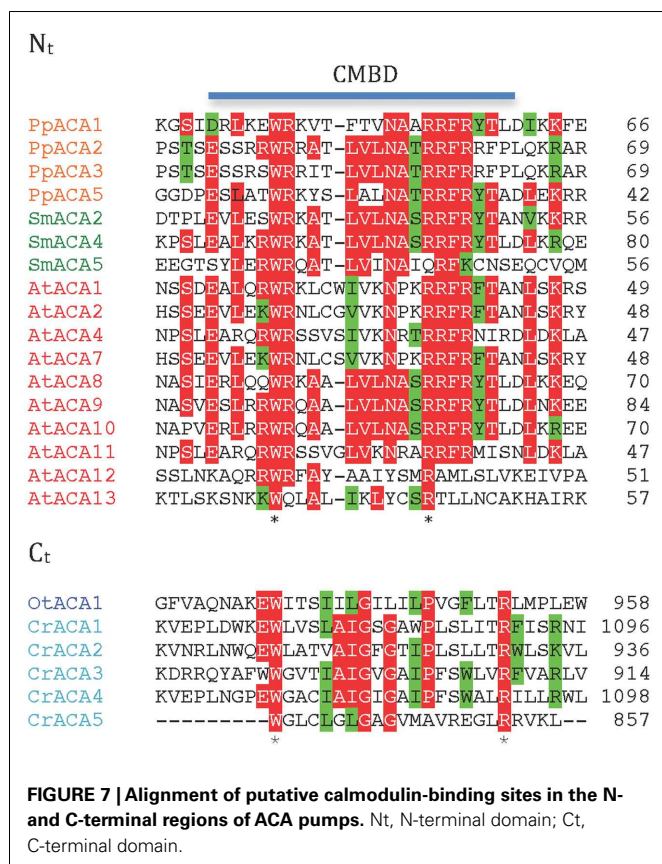 Nt
CMBD
PpACA1 KGSIDRLKEWRKVT-FTVNAARRFRYTLDIKKFE 66
PpACA2 PSTSESSRRWRRAT-LVLNATRRFRRFPLQKRAR 69
PpACA3 PSTSESSRSWRRIT-LVLNATRRFRRFPLQKRAR 69
PpACA5 GGDPESLATWRKYS-LALNATRRFRYTADLEKRR 42
SmACA2 DTPLEVLESWRKAT-LVLNASRRFRYTANVKKRR 56
SmACA4 KPSLEALKRWRKAT-LVLNASRRFRYTLDLKRQE 80
SmACA5 EEGTSYLERWRQAT-LVINAIQRFKCNSEQCVQM 56
AtACA1 NSSDEALQRWRKLCWIVKNPKRRFRFTANLSKRS 49
AtACA2 HSSEEVLEKWRNLCGVVKNPKRRFRFTANLSKRY 48
AtACA4 NPSLEARQRWRSSVSIVKNRTRRFRNIRDLDKLA 47
AtACA7 HSSEEVLEKWRNLCSVVKNPKRRFRFTANLSKRY 48
AtACA8 NASIERLQQWRKAA-LVLNASRRFRYTLDLKKEQ 70
AtACA9 NASVESLRRWRQAA-LVLNASRRFRYTLDLNKEE 84
AtACA10 NAPVERLRRWRQAA-LVLNASRRFRYTLDLKREE 70
AtACA11 NPSLEARQRWRSSVGLVKNRARRFRMISNLDKLA 47
AtACA12 SSLNKAQRRWRFAY-AAIYSMRAMLSLVKEIVPA 51
AtACA13 KTLSKSNKKWQLAL-IKLYCSRTLLNCAKHAIRK 57
* *
Ct
OtACA1 GFVAQNAKEWITSIILGILILPVGFLTRLMPLEW 958
CrACA1 KVEPLDWKEWLVSLAIGSGAWPLSLITRFISRNI 1096
CrACA2 KVNRLNWQEWLATVAIGFGTIPLSLLTRWLSKVL 936
CrACA3 KDRRQYAFWWGVTIAIGVGAIPFSWLVRFVARLV 914
CrACA4 KVEPLNGPEWGACIAIGIGAIPFSWALRILLRWL 1098
CrACA5 ----------WGLCLGLGAGVMAVREGLRRVKL-- 857
* *
FIGURE 7 | Alignment of putative calmodulin-binding sites in the N-
and C-terminal regions of ACA pumps. Nt, N-terminal domain; Ct,
C-terminal domain.